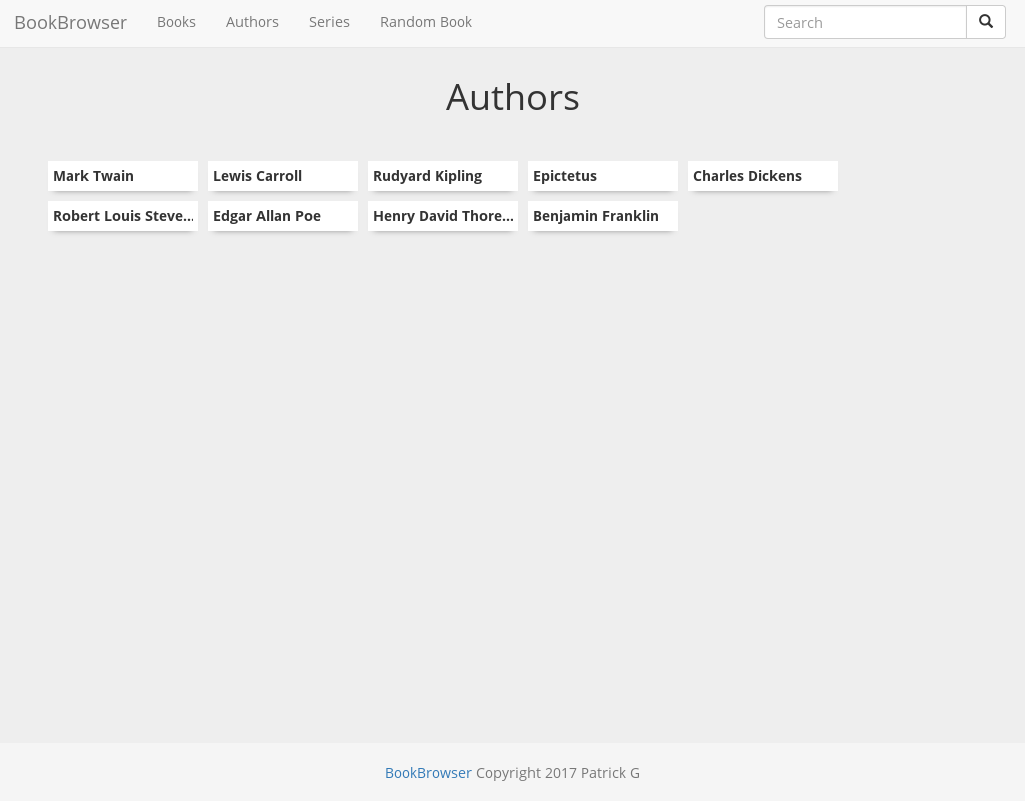 BookBrowser Books Authors Series Random Book Search
Authors
Mark Twain Lewis Carroll Rudyard Kipling Epictetus Charles Dickens
Robert Louis Steve... Edgar Allan Poe Henry David Thore... Benjamin Franklin
BookBrowser Copyright 2017 Patrick G